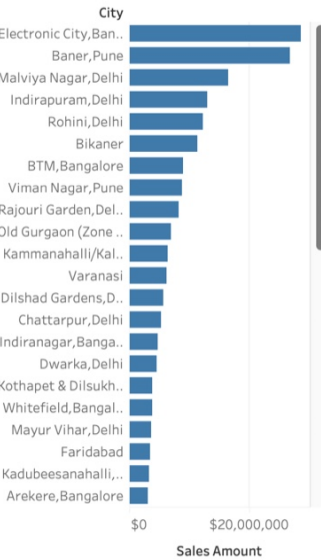 City
Electronic City,Ban..
Baner,Pune
Malviya Nagar,Delhi
Indirapuram,Delhi
Rohini,Delhi
Bikaner
BTM,Bangalore
Viman Nagar,Pune
Rajouri Garden,Del..
Old Gurgaon (Zone ..
Kammanahalli/Kal..
Varanasi
Dilshad Gardens,D..
Chattarpur,Delhi
Indiranagar,Banga..
Dwarka,Delhi
Kothapet & Dilsukh..
Whitefield,Bangal..
Mayur Vihar,Delhi
Faridabad
Kadubeesanahalli,..
Arekere,Bangalore
$0 $20,000,000
Sales Amount